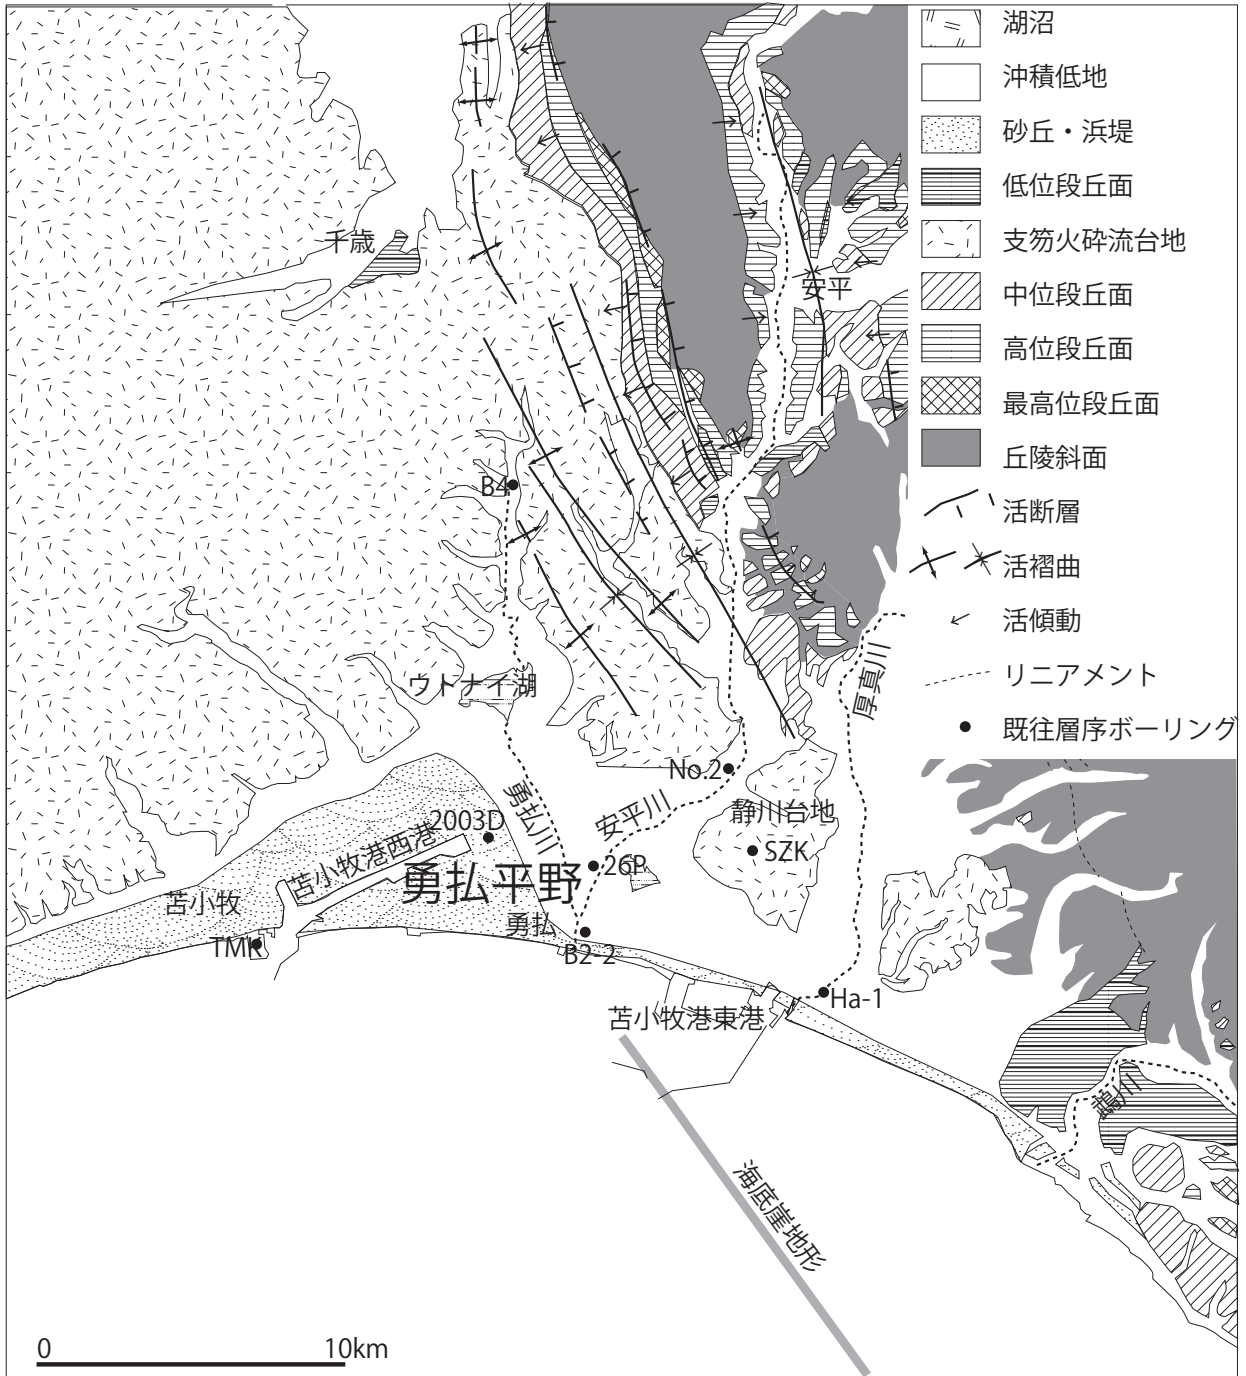 湖沼
沖積低地
砂丘・浜堤
低位段丘面
支笏火砕流台地
中位段丘面
高位段丘面
最高位段丘面
丘陵斜面
活断層
活褶曲
活傾動
リニアメント
既往層序ボーリング
千歳
安平
B4
ウトナイ湖
厚真川
No.2
勇払川
安平川
静川台地
2003D
SZK
苫小牧港西港
26P
勇払平野
苫小牧
勇払
TMK
B2-2
Ha-1
苫小牧港東港
鵡川
海底崖地形
0
10km